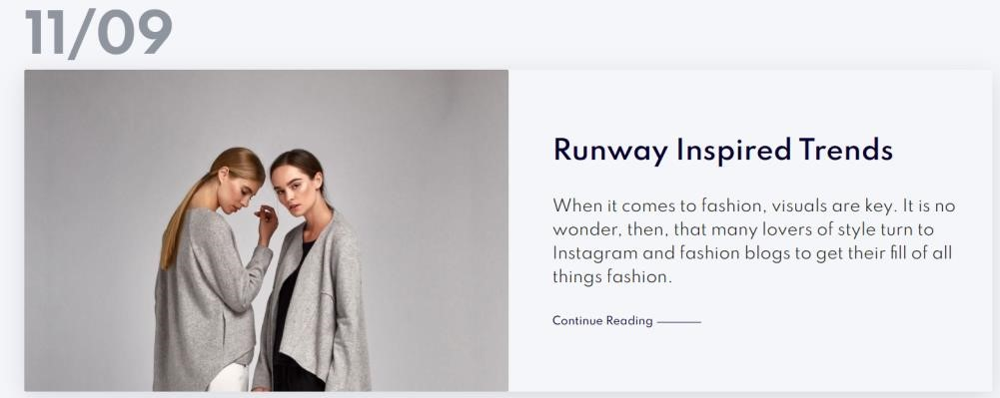 11/09
Runway Inspired Trends
When it comes to fashion, visuals are key. It is no
wonder, then, that many lovers of style turn to
Instagram and fashion blogs to get their fill of all
things fashion.
Continue Reading